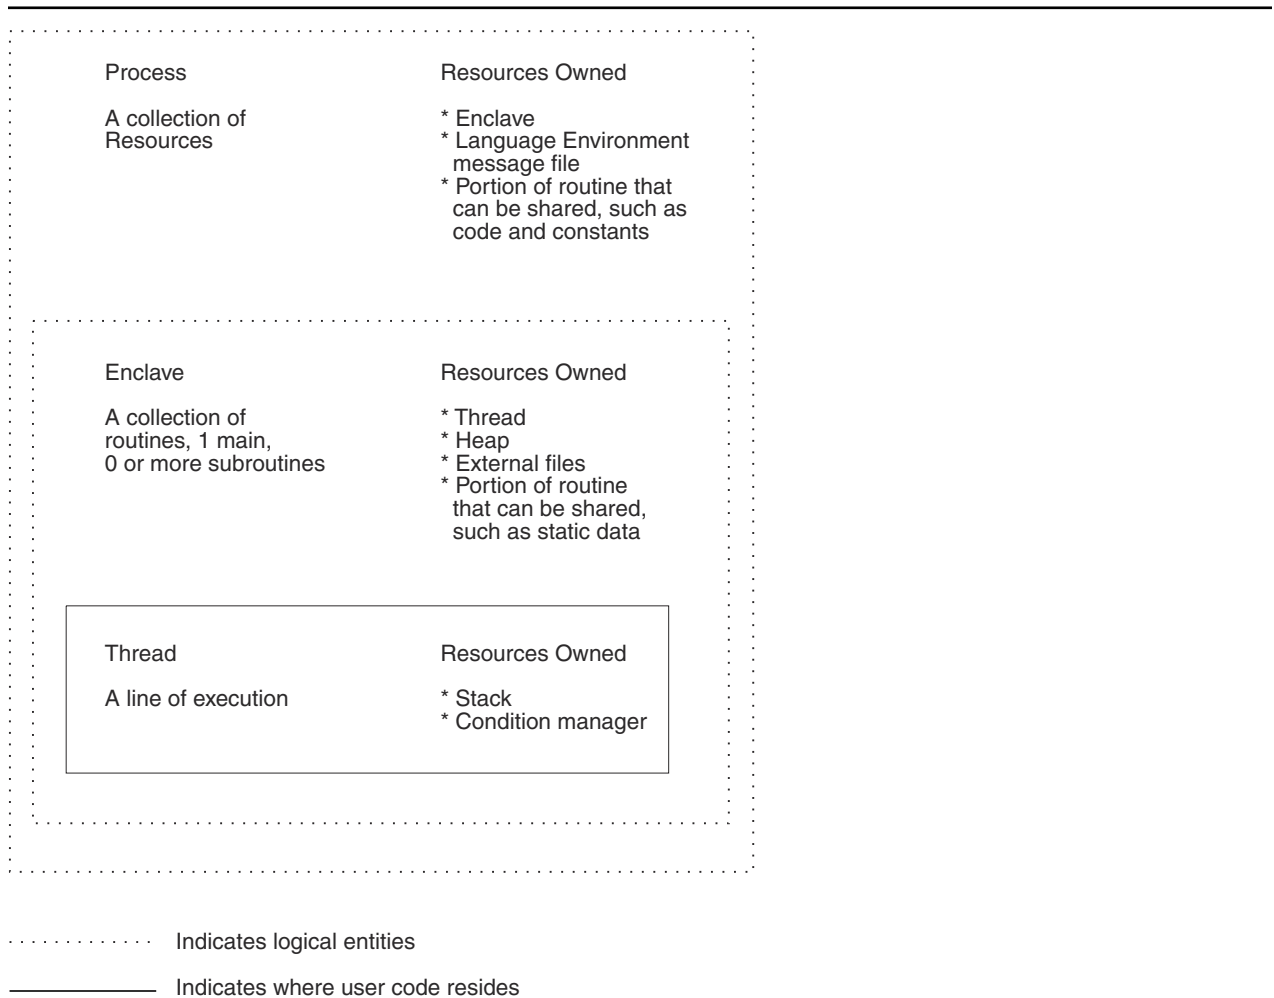 Process
Resources Owned
A collection of
Resources
* Enclave
* Language Environment
message file
* Portion of routine that
can be shared, such as
code and constants
Enclave
Resources Owned
A collection of
routines, 1 main,
0 or more subroutines
* Thread
* Heap
* External files
* Portion of routine
that can be shared,
such as static data
Thread
Resources Owned
A line of execution
* Stack
* Condition manager
Indicates logical entities
Indicates where user code resides